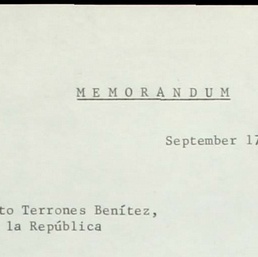 MEMORANDUM
September 17
to Terrones Benítez,
la República